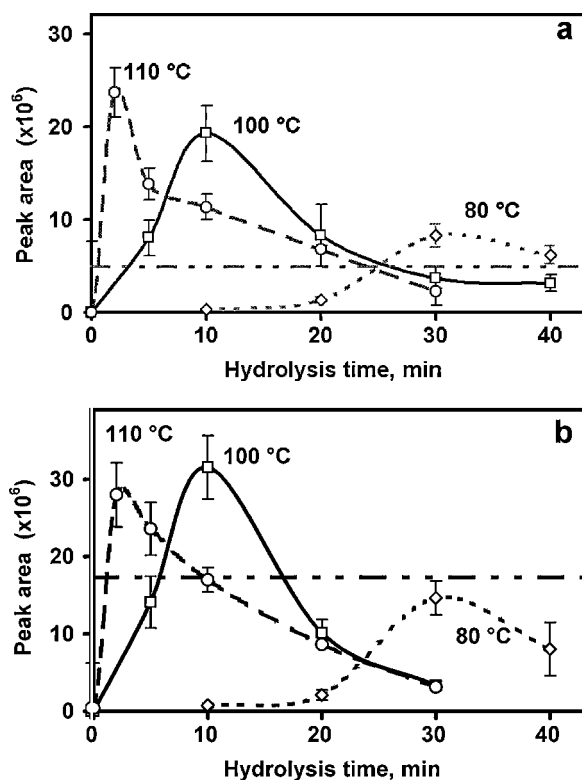 a
30
20
10
0
Peak area (x10⁶)
110 °C
100 °C
80 °C
0 10 20 30 40
Hydrolysis time, min
b
30
20
10
0
Peak area (x10⁶)
110 °C
100 °C
80 °C
0 10 20 30 40
Hydrolysis time, min